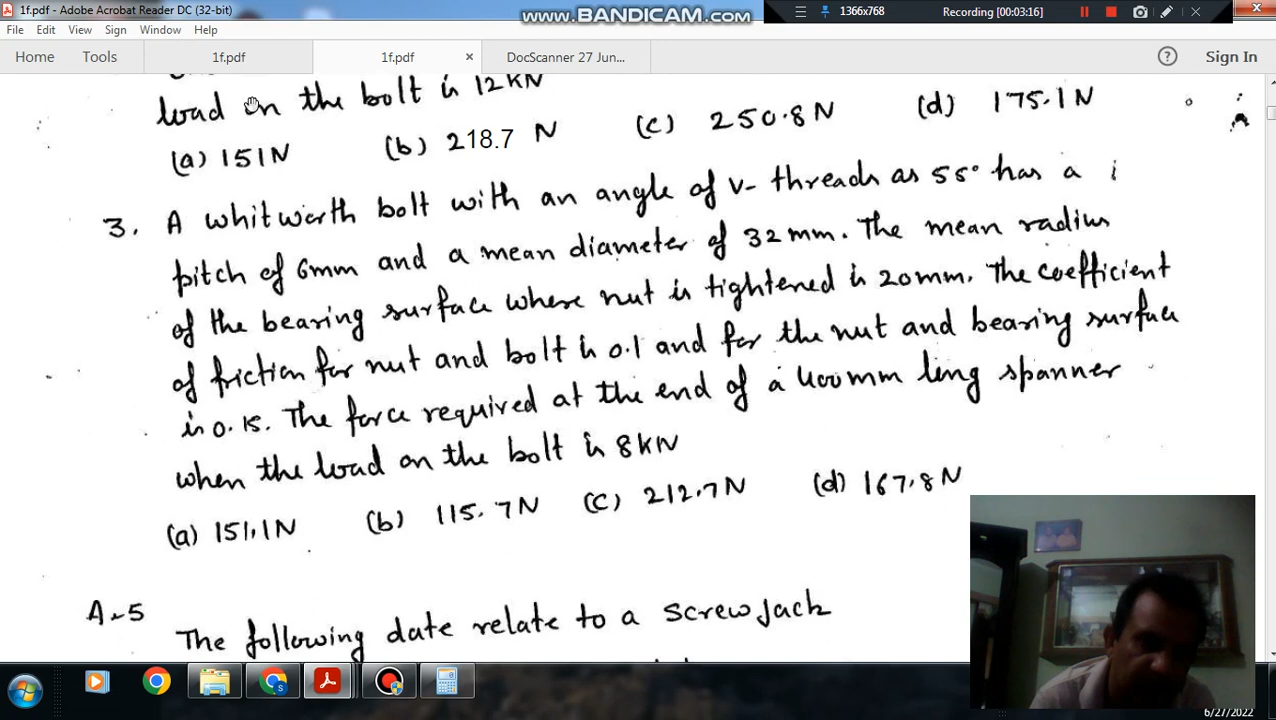 1f.pdf - Adobe Acrobat Reader DC (32-bit)
www.BANDICAM.com
1366x768
Recording [00:03:16]
File Edit View Sign Window Help
Home Tools 1f.pdf 1f.pdf × DocScanner 27 Jun... Sign In
load on the bolt is 12KN
(a) 151N (b) 218.7 N (c) 250.8 N (d) 175.1 N
3. A whitworth bolt with an angle of V- threads as 55° has a
pitch of 6mm and a mean diameter of 32mm. The mean radius
of the bearing surface where nut is tightened is 20mm. The coefficient
of friction for nut and bolt is 0.1 and for the nut and bearing surface
is 0.15. The force required at the end of a 400mm long spanner
when the load on the bolt is 8KN
(a) 151.1N (b) 115.7N (c) 212.7N (d) 167.8N
A-5
The following date relate to a screw jack
6/27/2022